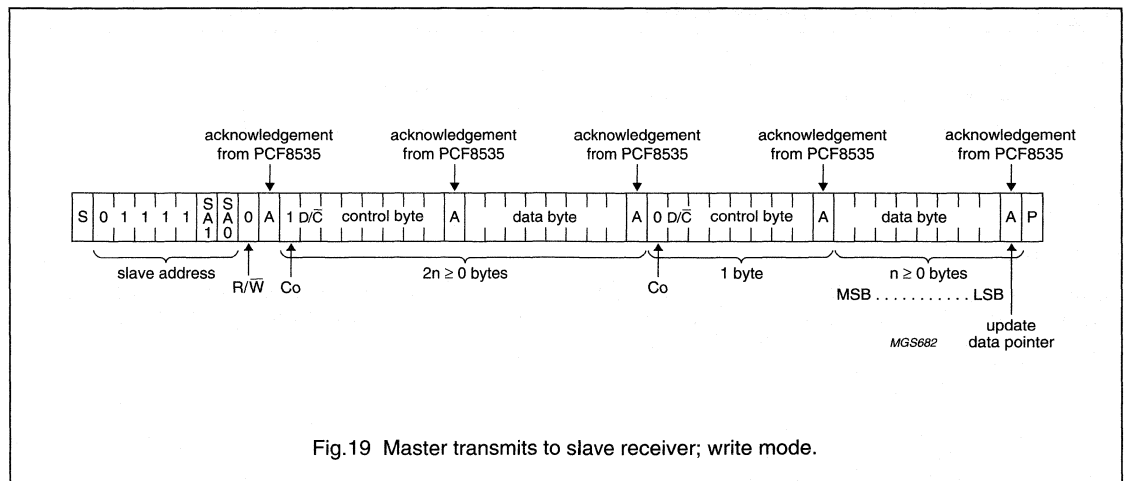 acknowledgement acknowledgement acknowledgement acknowledgement acknowledgement
from PCF8535 from PCF8535 from PCF8535 from PCF8535 from PCF8535
S 0 1 1 1 1 SA1 SA0 0 A 1 D/C̅ control byte A data byte A 0 D/C̅ control byte A data byte A P
slave address 2n ≥ 0 bytes 1 byte n ≥ 0 bytes
R/W̅ Co Co MSB . . . . . . . . . . . LSB
MGS682 update
data pointer
Fig.19 Master transmits to slave receiver; write mode.